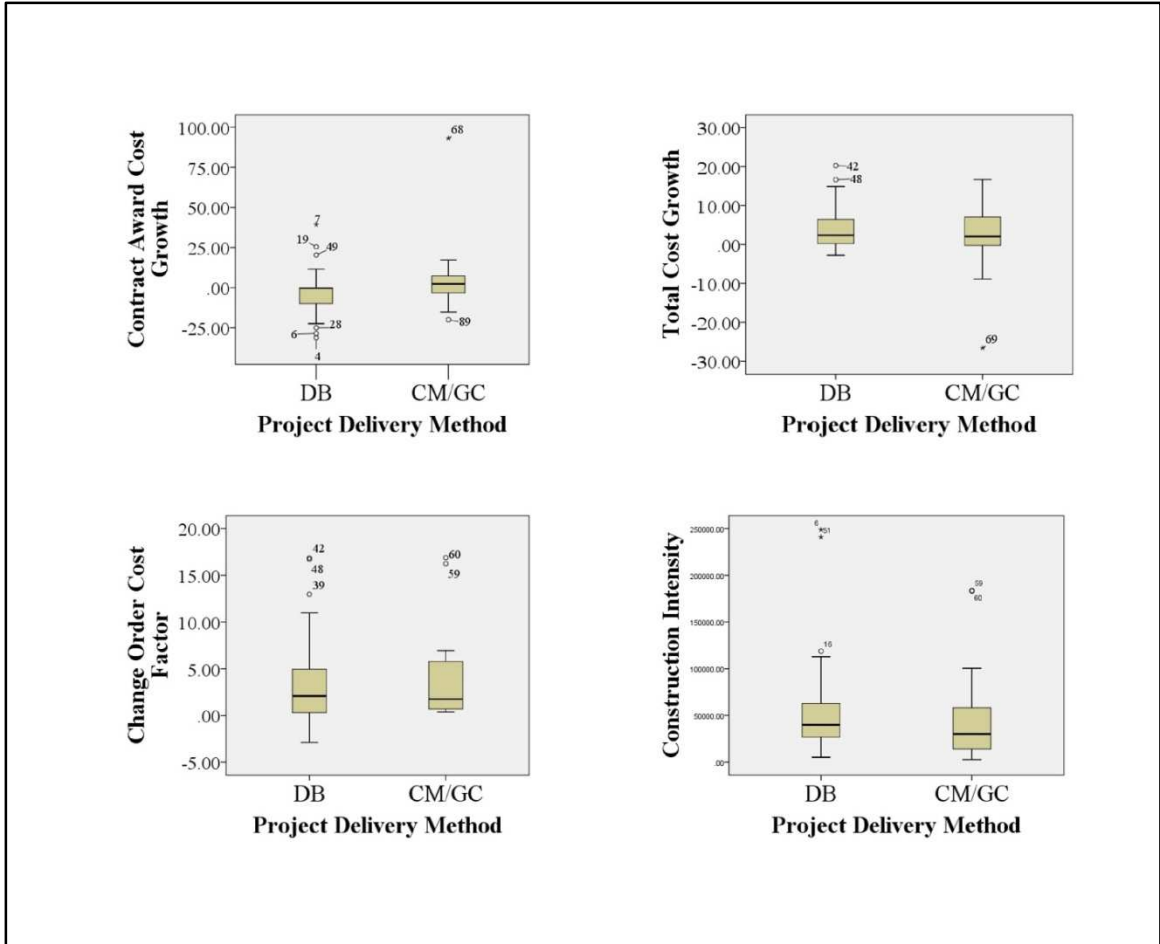 Contract Award Cost
Growth
100.00
75.00
50.00
25.00
.00
-25.00
68
7
19
49
28
6
4
89
DB
CM/GC
Project Delivery Method
Total Cost Growth
30.00
20.00
10.00
.00
-10.00
-20.00
-30.00
42
48
69
DB
CM/GC
Project Delivery Method
Change Order Cost
Factor
20.00
15.00
10.00
5.00
.00
-5.00
42
48
39
60
59
DB
CM/GC
Project Delivery Method
Construction Intensity
250000.00
200000.00
150000.00
100000.00
50000.00
.00
6
51
16
59
60
DB
CM/GC
Project Delivery Method